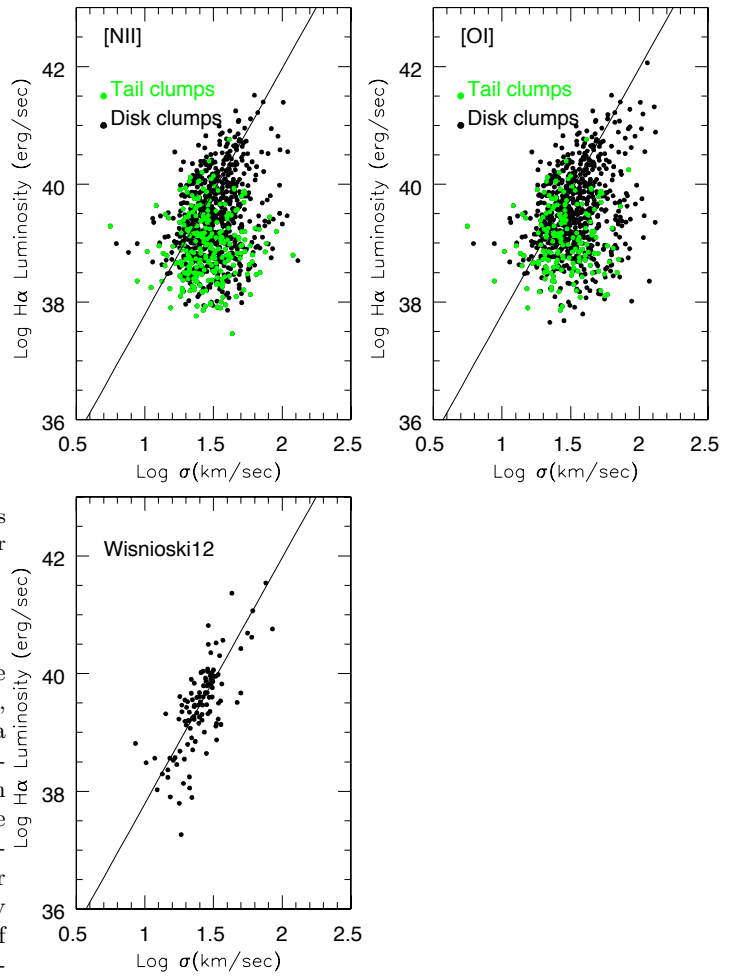 [NII]
Tail clumps
Disk clumps
Log Hα Luminosity (erg/sec)
42
40
38
36
0.5 1 1.5 2 2.5
Log σ(km/sec)
[OI]
Tail clumps
Disk clumps
Log Hα Luminosity (erg/sec)
42
40
38
36
0.5 1 1.5 2 2.5
Log σ(km/sec)
s
r
e
,
a
-
n
e
-
r
y
f
-
Wisnioski12
Log Hα Luminosity (erg/sec)
42
40
38
36
0.5 1 1.5 2 2.5
Log σ(km/sec)